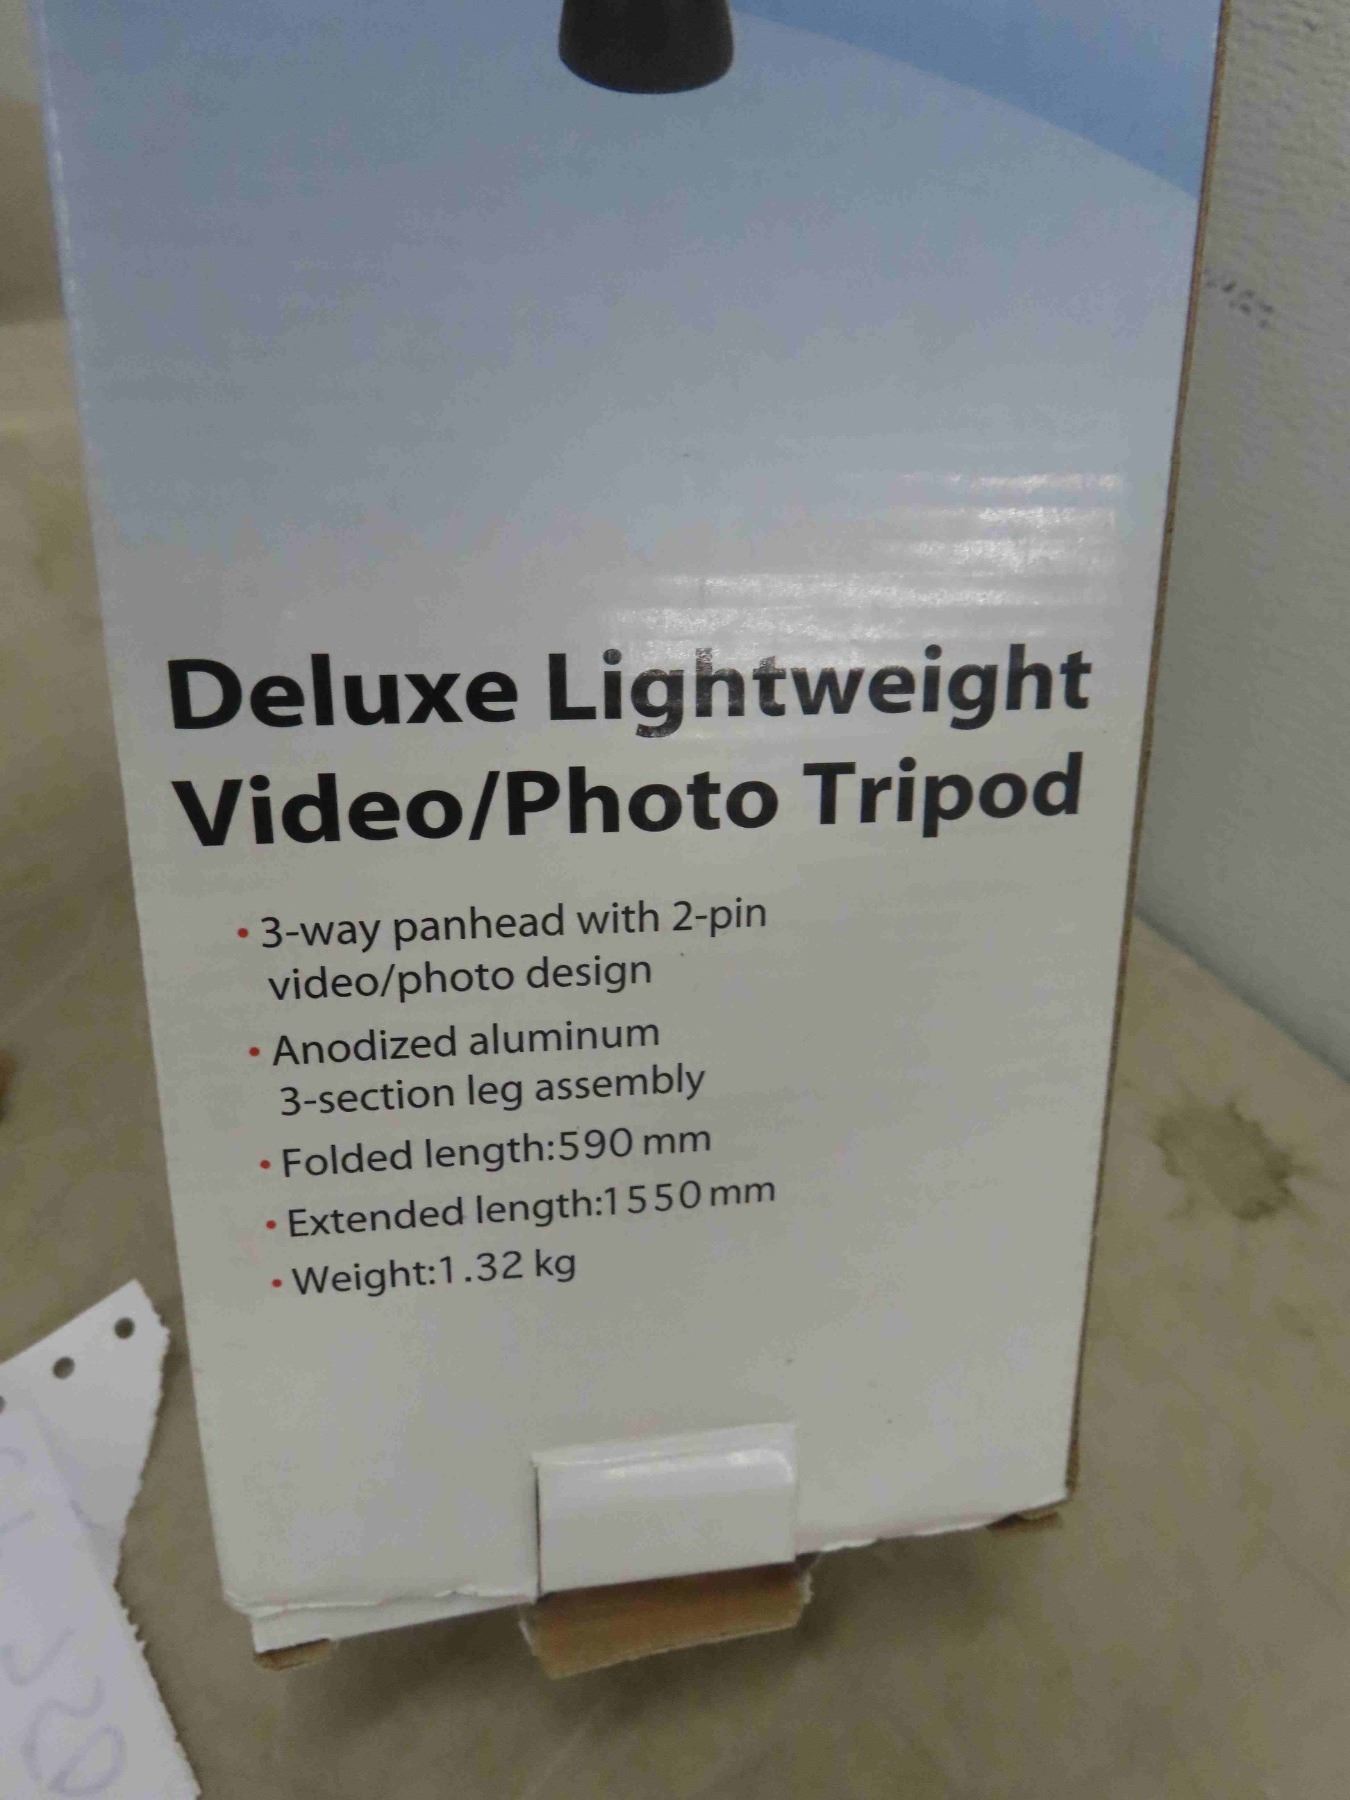 Deluxe Lightweight
Video/Photo Tripod
• 3-way panhead with 2-pin
video/photo design
• Anodized aluminum
3-section leg assembly
• Folded length:590 mm
• Extended length:1550 mm
• Weight:1.32 kg